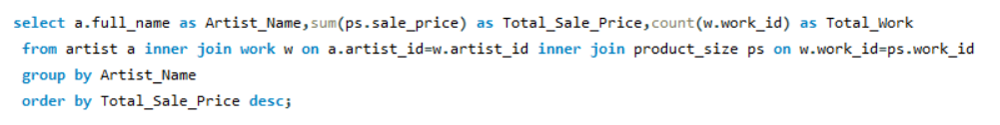 select a.full_name as Artist_Name,sum(ps.sale_price) as Total_Sale_Price,count(w.work_id) as Total_Work
from artist a inner join work w on a.artist_id=w.artist_id inner join product_size ps on w.work_id=ps.work_id
group by Artist_Name
order by Total_Sale_Price desc;